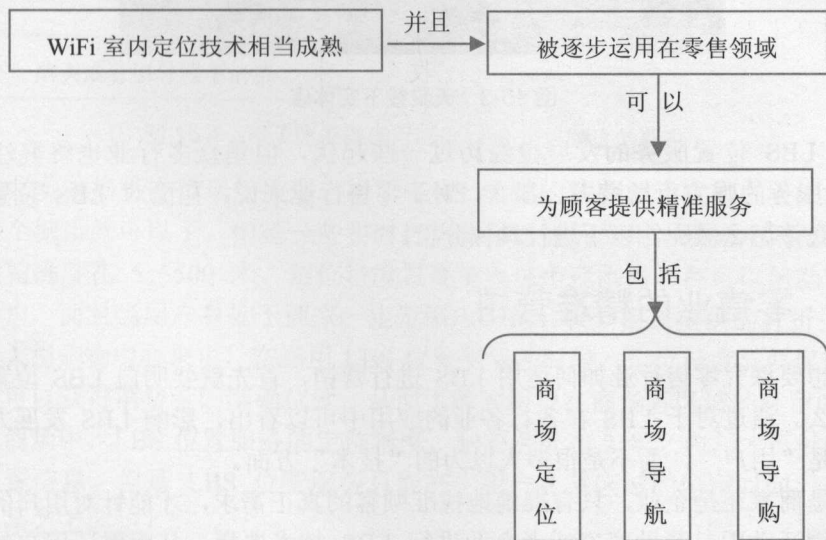 WiFi 室内定位技术相当成熟
并且
被逐步运用在零售领域
可以
为顾客提供精准服务
包括
商场定位
商场导航
商场导购